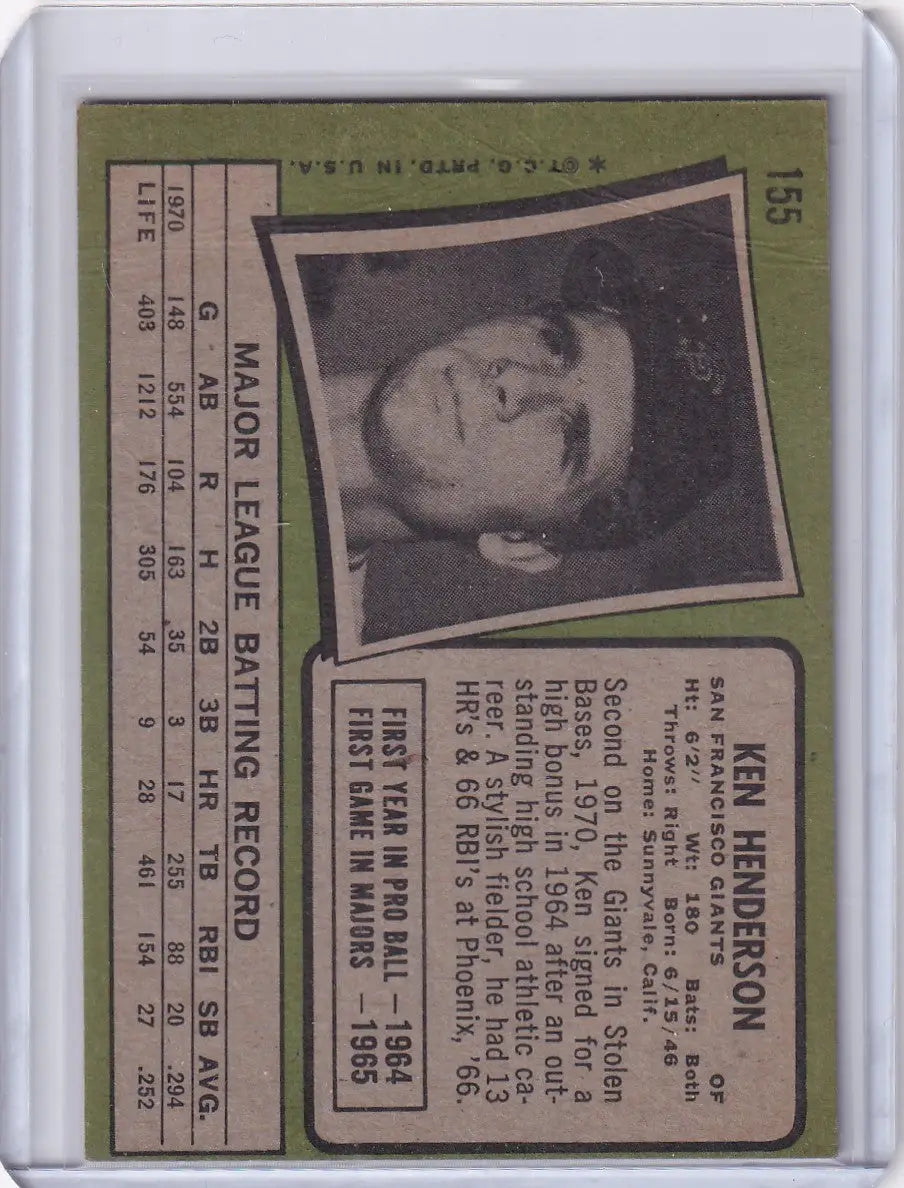 155
* © T.C.G. PRTD. IN U.S.A.
KEN HENDERSON
SAN FRANCISCO GIANTS OF
Ht: 6'2" Wt: 180 Bats: Both
Throws: Right Born: 6/15/46
Home: Sunnyvale, Calif.
Second on the Giants in Stolen
Bases, 1970, Ken signed for a
high bonus in 1964 after an out-
standing high school athletic ca-
reer. A stylish fielder, he had 13
HR's & 66 RBI's at Phoenix, '66.
FIRST YEAR IN PRO BALL —1964
FIRST GAME IN MAJORS —1965
MAJOR LEAGUE BATTING RECORD
G AB R H 2B 3B HR TB RBI SB AVG.
1970 148 554 104 163 35 3 17 255 88 20 .294
LIFE 403 1212 176 305 54 9 28 461 154 27 .252